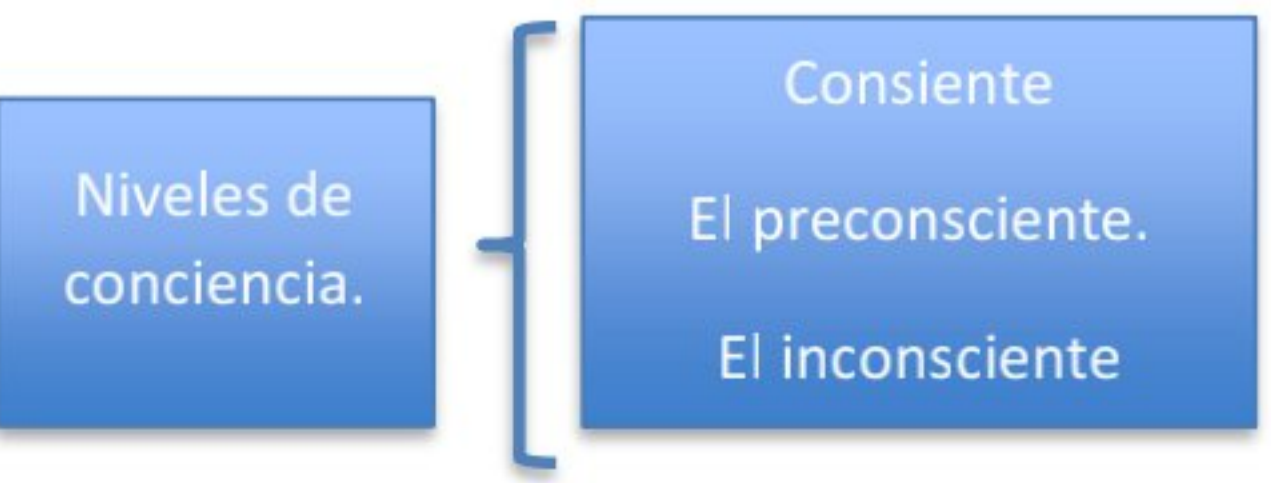 Niveles de
conciencia.
Consiente
El preconsciente.
El inconsciente